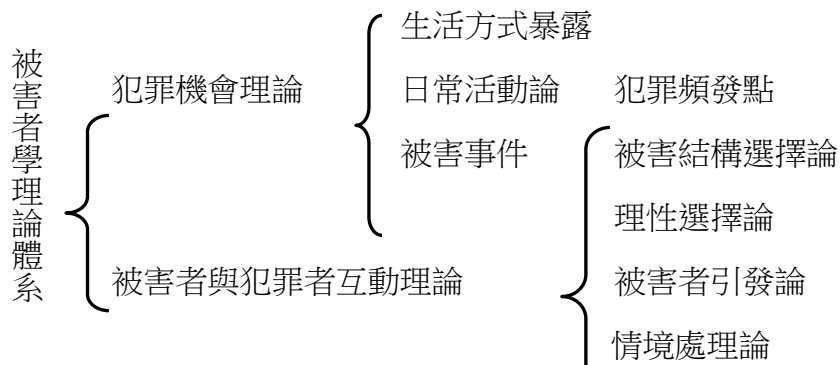 被害者學理論體系
犯罪機會理論
生活方式暴露
日常活動論
被害事件
犯罪頻發點
被害者與犯罪者互動理論
被害結構選擇論
理性選擇論
被害者引發論
情境處理論